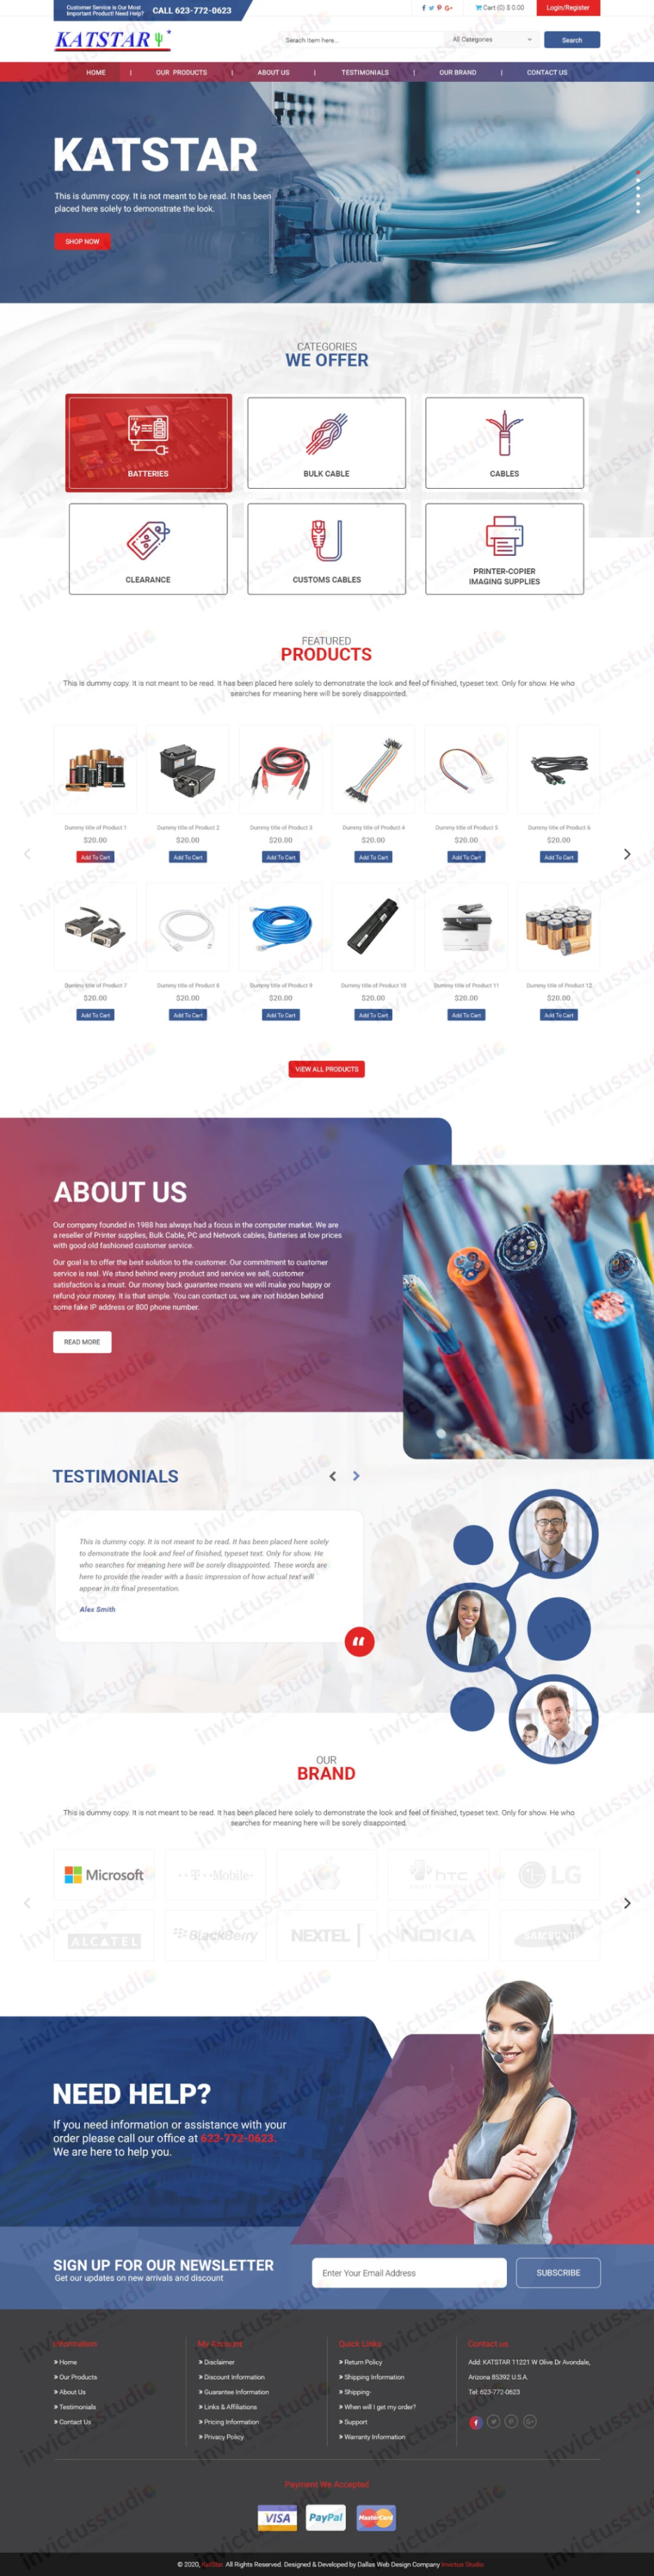 Customer Service is Our Most
Important Product! Need Help?
CALL 623-772-0623
Cart (0) $ 0.00
Login/Register
KATSTAR
Serach Item here...
All Categories
Search
HOME | OUR PRODUCTS | ABOUT US | TESTIMONIALS | OUR BRAND | CONTACT US
KATSTAR
This is dummy copy. It is not meant to be read. It has been
placed here solely to demonstrate the look.
SHOP NOW
CATEGORIES
WE OFFER
BATTERIES
BULK CABLE
CABLES
CLEARANCE
CUSTOMS CABLES
PRINTER-COPIER
IMAGING SUPPLIES
FEATURED
PRODUCTS
This is dummy copy. It is not meant to be read. It has been placed here solely to demonstrate the look and feel of finished, typeset text. Only for show. He who
searches for meaning here will be sorely disappointed.
Dummy title of Product 1
Dummy title of Product 2
Dummy title of Product 3
Dummy title of Product 4
Dummy title of Product 5
Dummy title of Product 6
$20.00
$20.00
$20.00
$20.00
$20.00
$20.00
Add To Cart
Add To Cart
Add To Cart
Add To Cart
Add To Cart
Add To Cart
Dummy title of Product 7
Dummy title of Product 8
Dummy title of Product 9
Dummy title of Product 10
Dummy title of Product 11
Dummy title of Product 12
$20.00
$20.00
$20.00
$20.00
$20.00
$20.00
Add To Cart
Add To Cart
Add To Cart
Add To Cart
Add To Cart
Add To Cart
VIEW ALL PRODUCTS
ABOUT US
Our company founded in 1988 has always had a focus in the computer market. We are
a reseller of Printer supplies, Bulk Cable, PC and Network cables, Batteries at low prices
with good old fashioned customer service.
Our goal is to offer the best solution to the customer. Our commitment to customer
service is real. We stand behind every product and service we sell, customer
satisfaction is a must. Our money back guarantee means we will make you happy or
refund your money. It is that simple. You can contact us, we are not hidden behind
some fake IP address or 800 phone number.
READ MORE
TESTIMONIALS
This is dummy copy. It is not meant to be read. It has been placed here solely
to demonstrate the look and feel of finished, typeset text. Only for show. He
who searches for meaning here will be sorely disappointed. These words are
here to provide the reader with a basic impression of how actual text will
appear in its final presentation.
Alex Smith
OUR
BRAND
This is dummy copy. It is not meant to be read. It has been placed here solely to demonstrate the look and feel of finished, typeset text. Only for show. He who
searches for meaning here will be sorely disappointed.
Microsoft
T Mobile
hTC
LG
ALCATEL
BlackBerry
NEXTEL
NOKIA
SAMSUNG
NEED HELP?
If you need information or assistance with your
order please call our office at 623-772-0623.
We are here to help you.
SIGN UP FOR OUR NEWSLETTER
Get our updates on new arrivals and discount
Enter Your Email Address
SUBSCRIBE
Information
» Home
» Our Products
» About Us
» Testimonials
» Contact Us
My Account
» Disclaimer
» Discount Information
» Guarantee Information
» Links & Affiliations
» Pricing Information
» Privacy Policy
Quick Links
» Return Policy
» Shipping Information
» Shipping-
» When will I get my order?
» Support
» Warranty Information
Contact us
Add: KATSTAR 11221 W Olive Dr Avondale,
Arizona 85392 U.S.A.
Tel: 623-772-0623
Payment We Accepted
VISA
PayPal
MasterCard
© 2020, KatStar. All Rights Reserved. Designed & Developed by Dallas Web Design Company Invictus Studio
invictusstudio